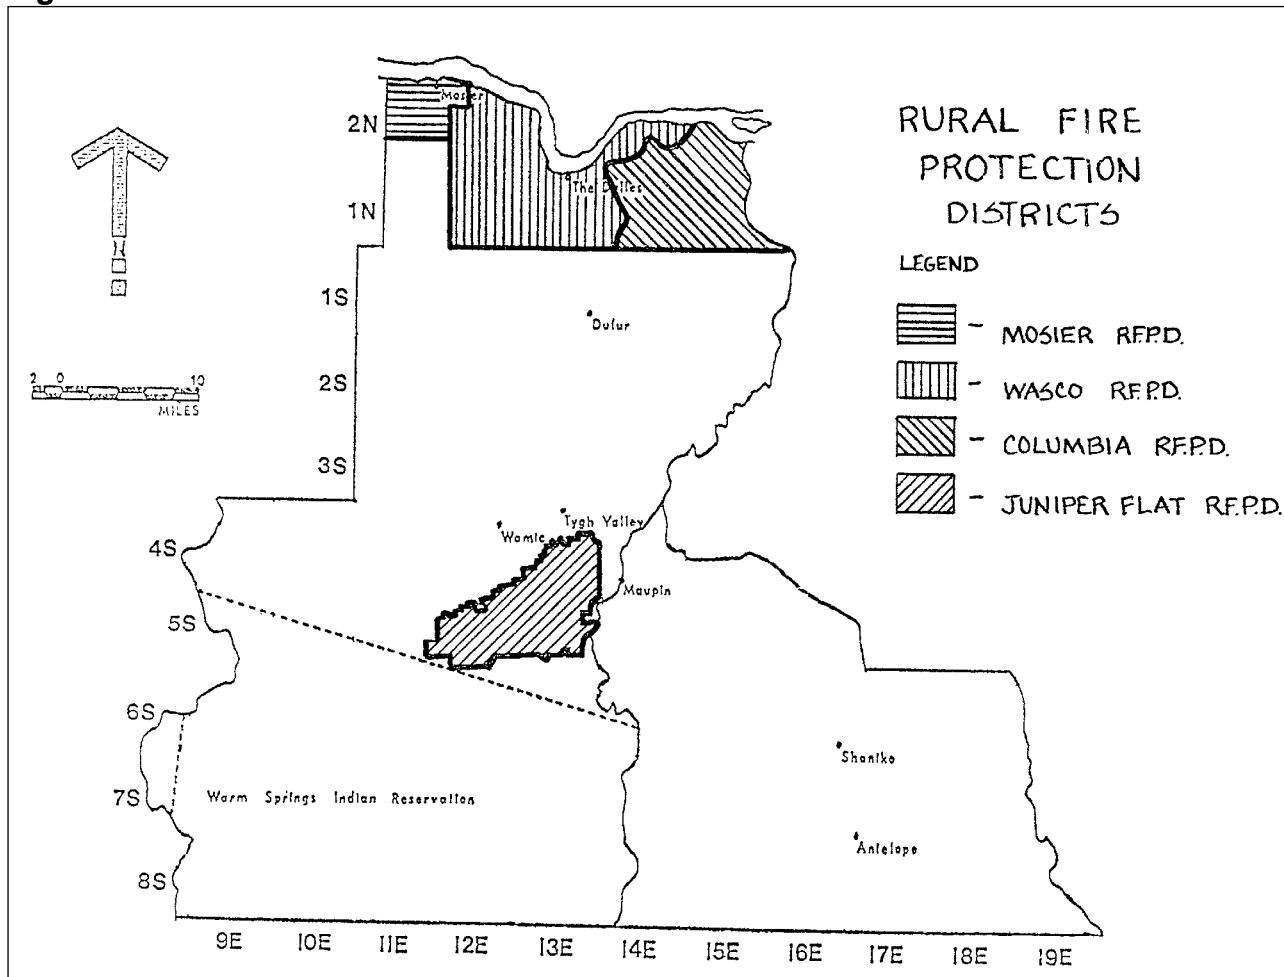 RURAL FIRE
PROTECTION
DISTRICTS
LEGEND
- MOSIER R.F.P.D.
- WASCO R.F.P.D.
- COLUMBIA R.F.P.D.
- JUNIPER FLAT R.F.P.D.
N
2 0 10
MILES
2N
1N
1S
2S
3S
4S
5S
6S
7S
8S
Mosier
The Dalles
Dufur
Tygh Valley
Wamic
Maupin
Shaniko
Antelope
Warm Springs Indian Reservation
9E 10E 11E 12E 13E 14E 15E 16E 17E 18E 19E